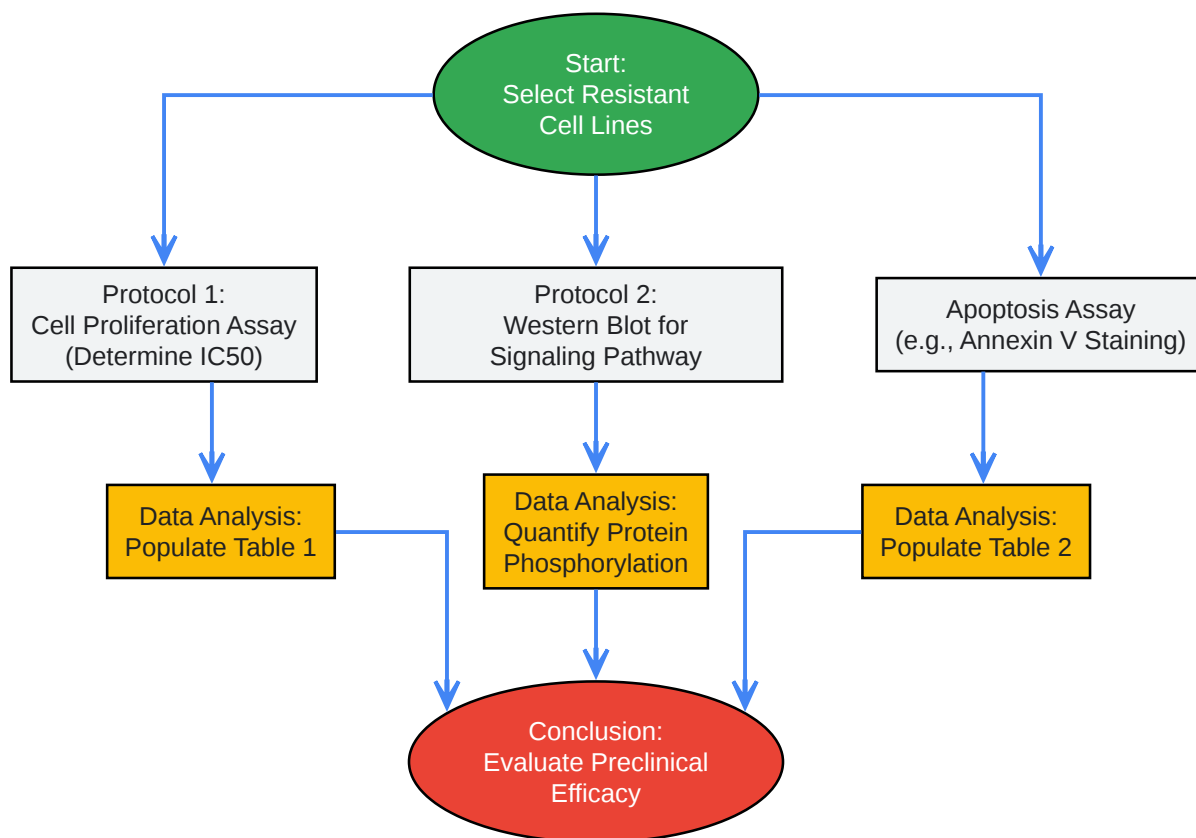 Start:
Select Resistant
Cell Lines
Protocol 1:
Cell Proliferation Assay
(Determine IC50)
Protocol 2:
Western Blot for
Signaling Pathway
Apoptosis Assay
(e.g., Annexin V Staining)
Data Analysis:
Populate Table 1
Data Analysis:
Quantify Protein
Phosphorylation
Data Analysis:
Populate Table 2
Conclusion:
Evaluate Preclinical
Efficacy